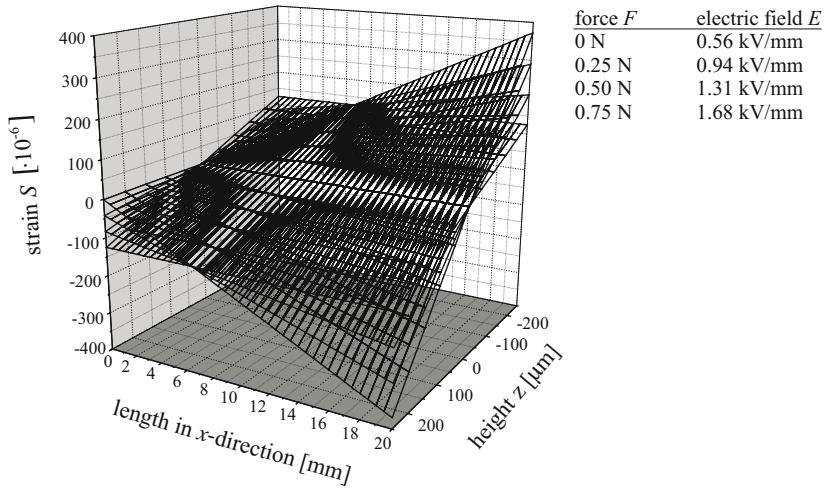 400
300
200
100
0
-100
-200
-300
-400
strain S [·10⁻⁶]
0 2 4 6 8 10 12 14 16 18 20
length in x-direction [mm]
-200
-100
0
100
200
height z [µm]
force F electric field E
0 N 0.56 kV/mm
0.25 N 0.94 kV/mm
0.50 N 1.31 kV/mm
0.75 N 1.68 kV/mm